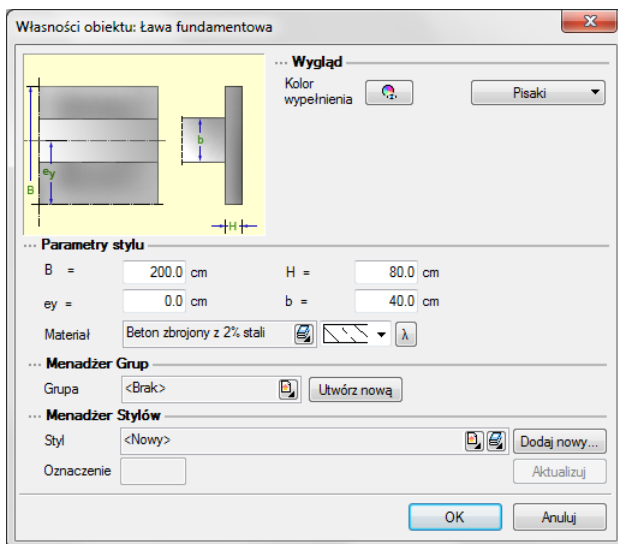 Własności obiektu: Ława fundamentowa
Wygląd
Kolor wypełnienia
Pisaki
B
ey
b
H
Parametry stylu
B = 200.0 cm H = 80.0 cm
ey = 0.0 cm b = 40.0 cm
Materiał Beton zbrojony z 2% stali λ
Menadżer Grup
Grupa <Brak> Utwórz nową
Menadżer Stylów
Styl <Nowy> Dodaj nowy...
Oznaczenie Aktualizuj
OK Anuluj